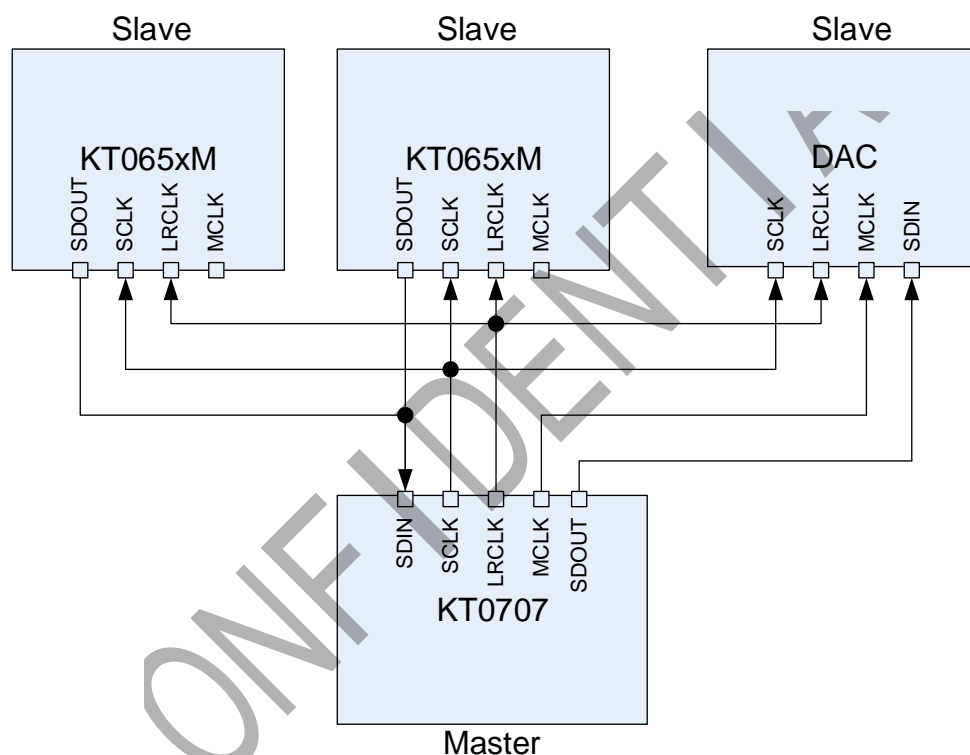 Slave
Slave
Slave
KT065xM
KT065xM
DAC
SDOUT
SCLK
LRCLK
MCLK
SDOUT
SCLK
LRCLK
MCLK
SCLK
LRCLK
MCLK
SDIN
SDIN
SCLK
LRCLK
MCLK
SDOUT
KT0707
Master
ONFIDENTIA